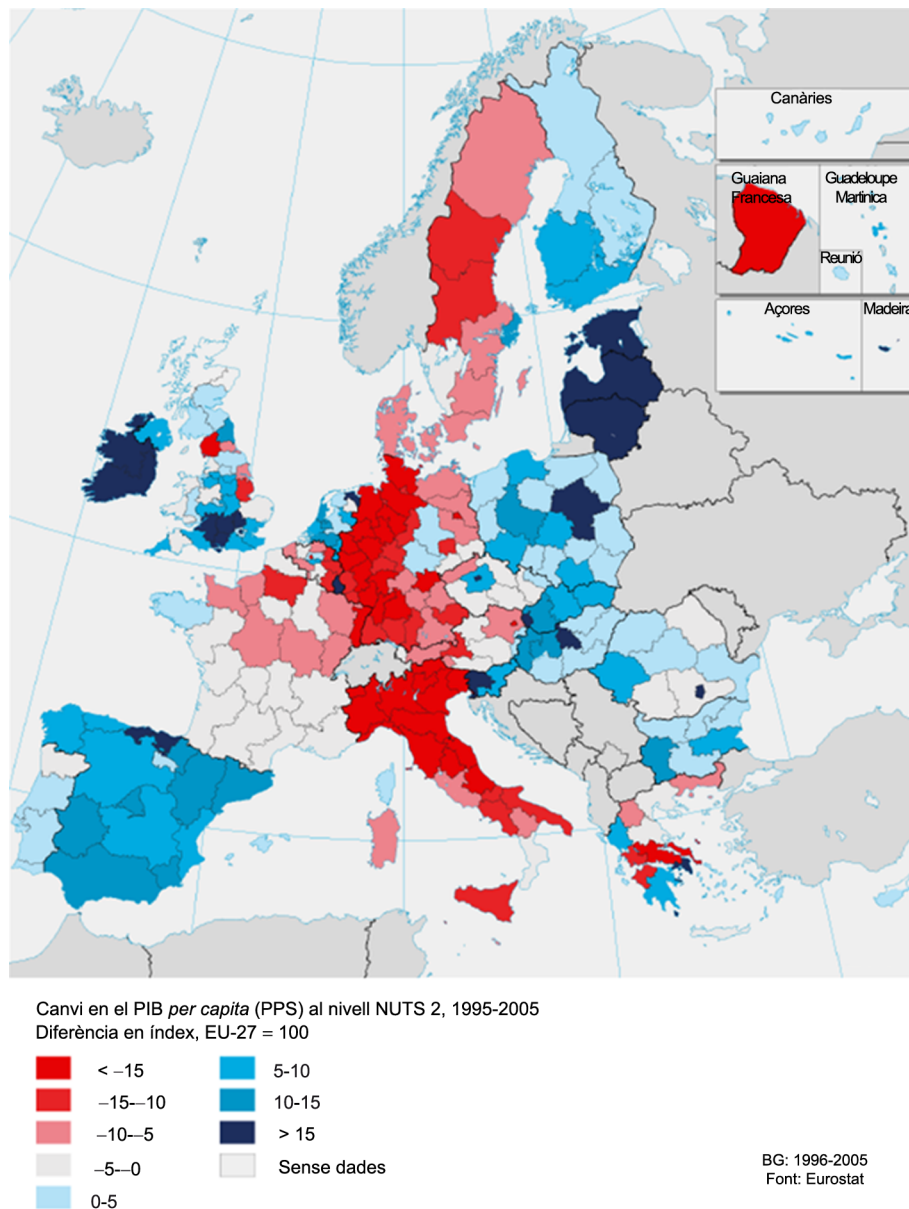 Canàries
Guaiana
Francesa
Guadeloupe
Martinica
Reunió
Açores
Madeira
Canvi en el PIB per capita (PPS) al nivell NUTS 2, 1995-2005
Diferència en índex, EU-27 = 100
< –15
–15-–10
–10-–5
–5-–0
0-5
5-10
10-15
> 15
Sense dades
BG: 1996-2005
Font: Eurostat